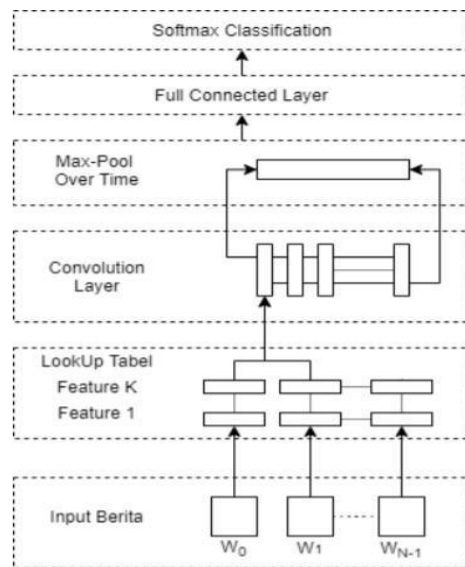 Softmax Classification
Full Connected Layer
Max-Pool
Over Time
Convolution
Layer
LookUp Tabel
Feature K
Feature 1
Input Berita
W0 W1 WN-1